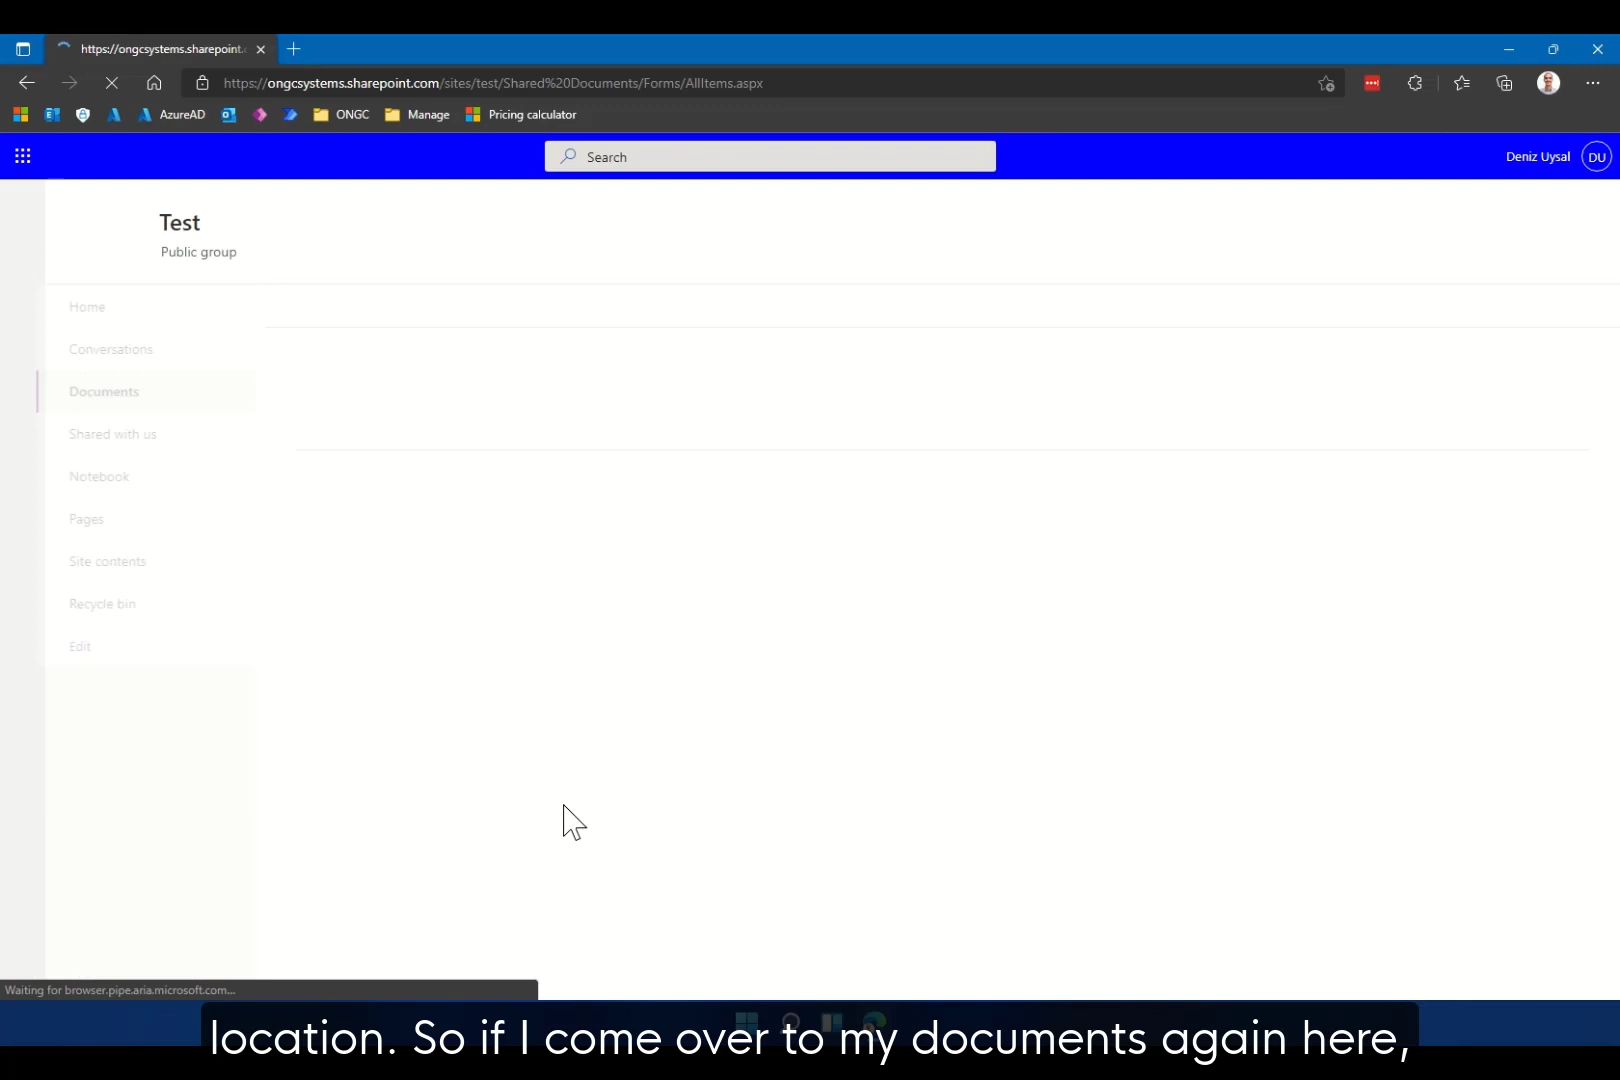 https://ongcsystems.sharepoint.
https://ongcsystems.sharepoint.com/sites/test/Shared%20Documents/Forms/AllItems.aspx
AzureAD
ONGC
Manage
Pricing calculator
Search
Deniz Uysal
DU
Test
Public group
Home
Conversations
Documents
Shared with us
Notebook
Pages
Site contents
Recycle bin
Edit
Waiting for browser.pipe.aria.microsoft.com...
location. So if I come over to my documents again here,